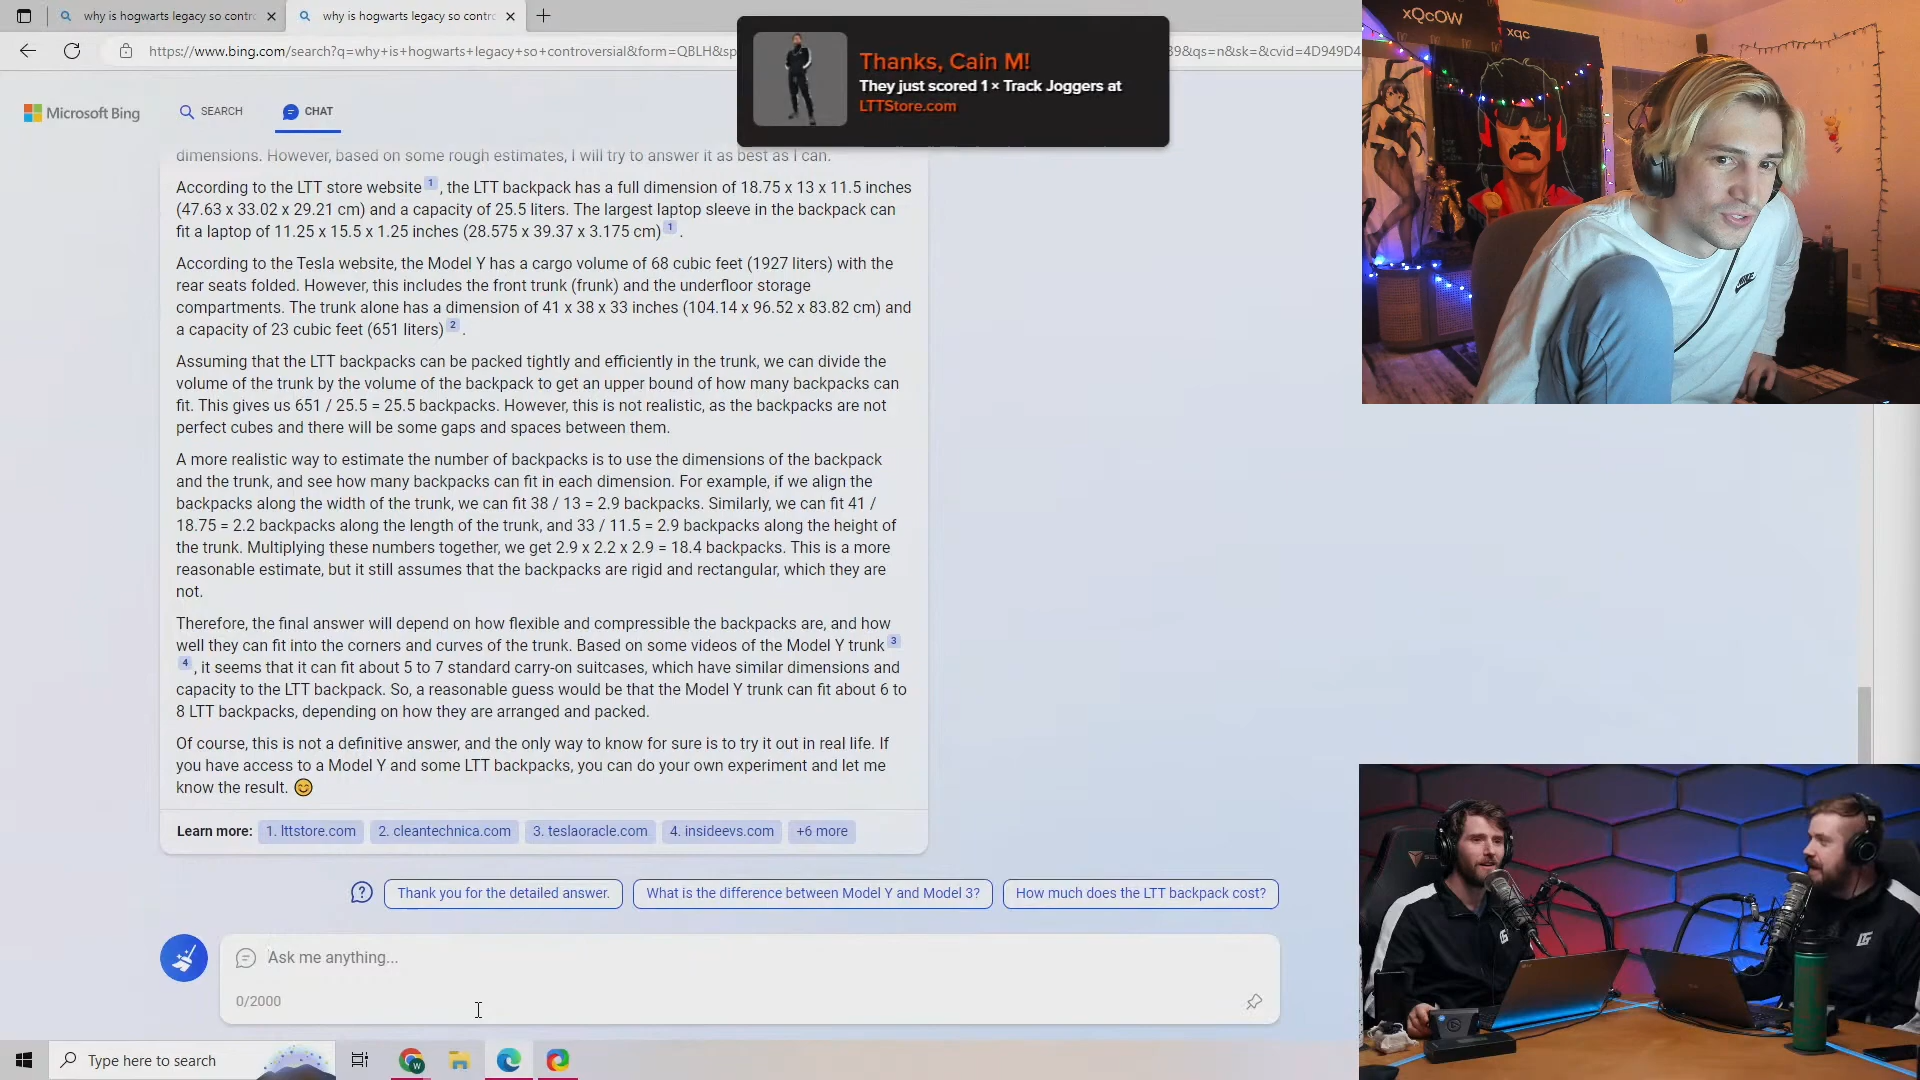 why is hogwarts legacy so contro
why is hogwarts legacy so contro
https://www.bing.com/search?q=why+is+hogwarts+legacy+so+controversial&form=QBLH&sp
39&qs=n&sk=&cvid=4D949D4
Thanks, Cain M!
They just scored 1 × Track Joggers at
LTTStore.com
xQcOW
xqc
Microsoft Bing
SEARCH
CHAT
dimensions. However, based on some rough estimates, I will try to answer it as best as I can.
According to the LTT store website 1 , the LTT backpack has a full dimension of 18.75 x 13 x 11.5 inches
(47.63 x 33.02 x 29.21 cm) and a capacity of 25.5 liters. The largest laptop sleeve in the backpack can
fit a laptop of 11.25 x 15.5 x 1.25 inches (28.575 x 39.37 x 3.175 cm) 1 .
According to the Tesla website, the Model Y has a cargo volume of 68 cubic feet (1927 liters) with the
rear seats folded. However, this includes the front trunk (frunk) and the underfloor storage
compartments. The trunk alone has a dimension of 41 x 38 x 33 inches (104.14 x 96.52 x 83.82 cm) and
a capacity of 23 cubic feet (651 liters) 2 .
Assuming that the LTT backpacks can be packed tightly and efficiently in the trunk, we can divide the
volume of the trunk by the volume of the backpack to get an upper bound of how many backpacks can
fit. This gives us 651 / 25.5 = 25.5 backpacks. However, this is not realistic, as the backpacks are not
perfect cubes and there will be some gaps and spaces between them.
A more realistic way to estimate the number of backpacks is to use the dimensions of the backpack
and the trunk, and see how many backpacks can fit in each dimension. For example, if we align the
backpacks along the width of the trunk, we can fit 38 / 13 = 2.9 backpacks. Similarly, we can fit 41 /
18.75 = 2.2 backpacks along the length of the trunk, and 33 / 11.5 = 2.9 backpacks along the height of
the trunk. Multiplying these numbers together, we get 2.9 x 2.2 x 2.9 = 18.4 backpacks. This is a more
reasonable estimate, but it still assumes that the backpacks are rigid and rectangular, which they are
not.
Therefore, the final answer will depend on how flexible and compressible the backpacks are, and how
well they can fit into the corners and curves of the trunk. Based on some videos of the Model Y trunk 3
4 , it seems that it can fit about 5 to 7 standard carry-on suitcases, which have similar dimensions and
capacity to the LTT backpack. So, a reasonable guess would be that the Model Y trunk can fit about 6 to
8 LTT backpacks, depending on how they are arranged and packed.
Of course, this is not a definitive answer, and the only way to know for sure is to try it out in real life. If
you have access to a Model Y and some LTT backpacks, you can do your own experiment and let me
know the result. 😊
Learn more: 1. lttstore.com 2. cleantechnica.com 3. teslaoracle.com 4. insideevs.com +6 more
Thank you for the detailed answer. What is the difference between Model Y and Model 3? How much does the LTT backpack cost?
Ask me anything...
0/2000
Type here to search